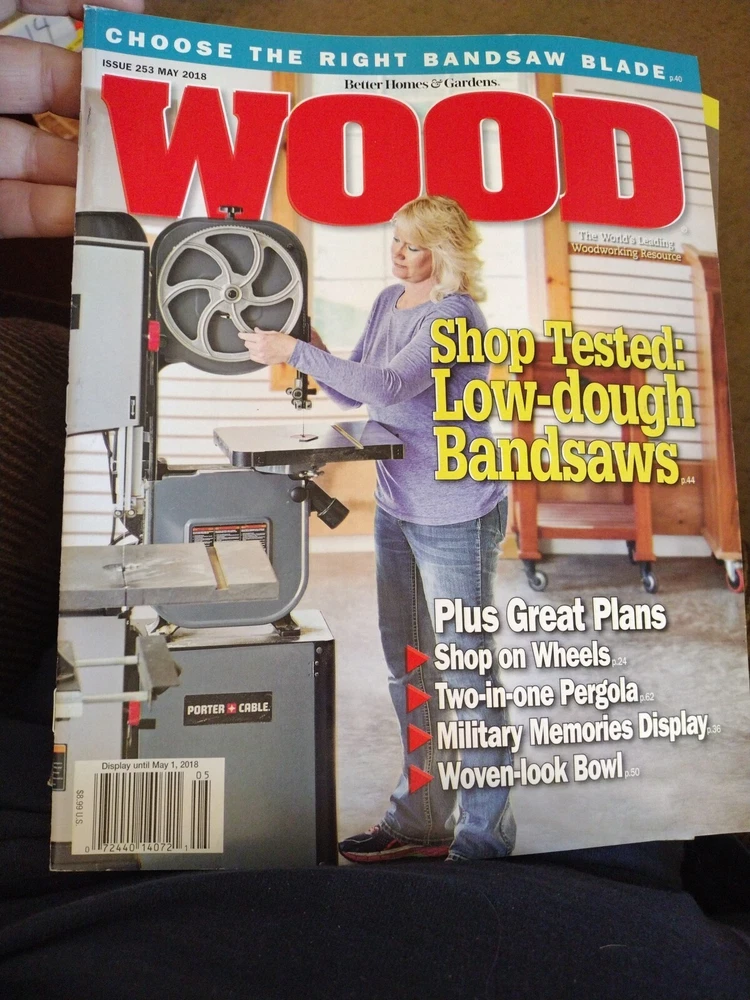 14
CHOOSE THE RIGHT BANDSAW BLADE p.40
ISSUE 253 MAY 2018
Better Homes & Gardens.
WOOD
The World's Leading
Woodworking Resource
Shop Tested:
Low-dough
Bandsaws p.44
Plus Great Plans
Shop on Wheels p.24
Two-in-one Pergola p.62
Military Memories Display p.36
Woven-look Bowl p.50
PORTER+CABLE.
Display until May 1, 2018
05
$8.99 U.S.
0 72440 14072 1